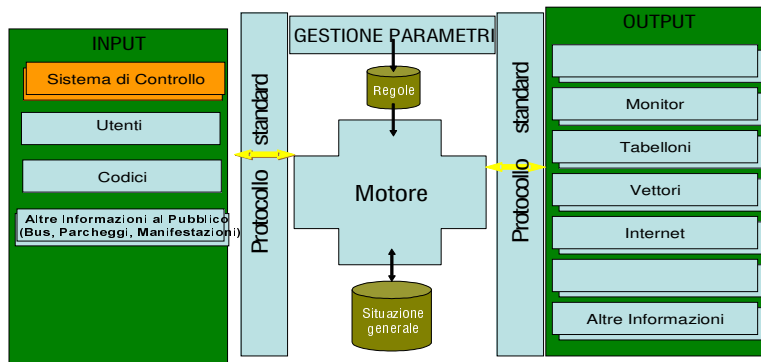 INPUT
Sistema di Controllo
Utenti
Codici
Altre Informazioni al Pubblico
(Bus, Parcheggi, Manifestazioni)
Protocollo standard
GESTIONE PARAMETRI
Regole
Motore
Situazione
generale
Protocollo standard
OUTPUT
Monitor
Tabelloni
Vettori
Internet
Altre Informazioni